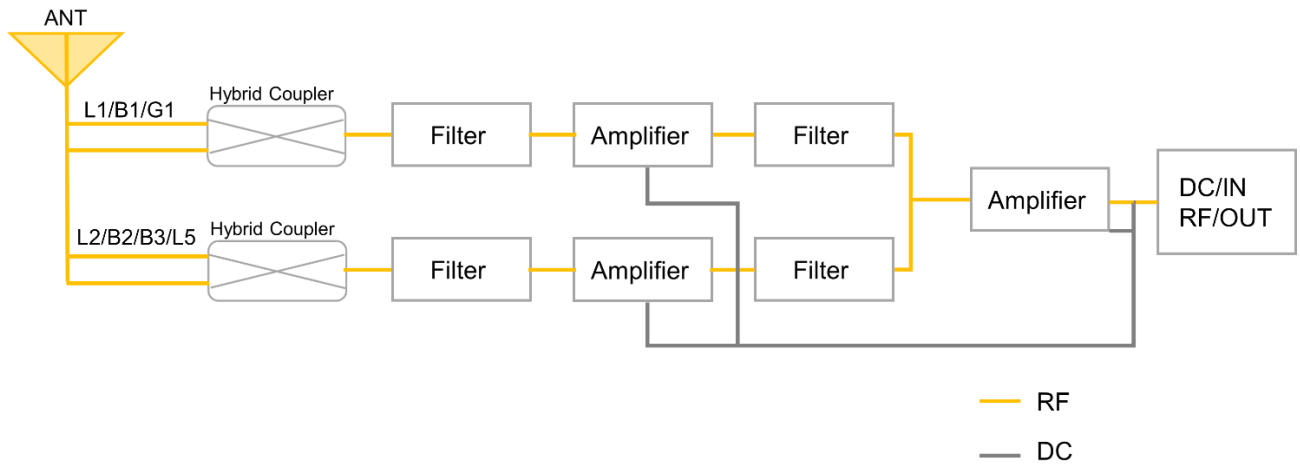 ANT
L1/B1/G1
Hybrid Coupler
Filter
Amplifier
Filter
Amplifier
DC/IN
RF/OUT
L2/B2/B3/L5
Hybrid Coupler
Filter
Amplifier
Filter
RF
DC